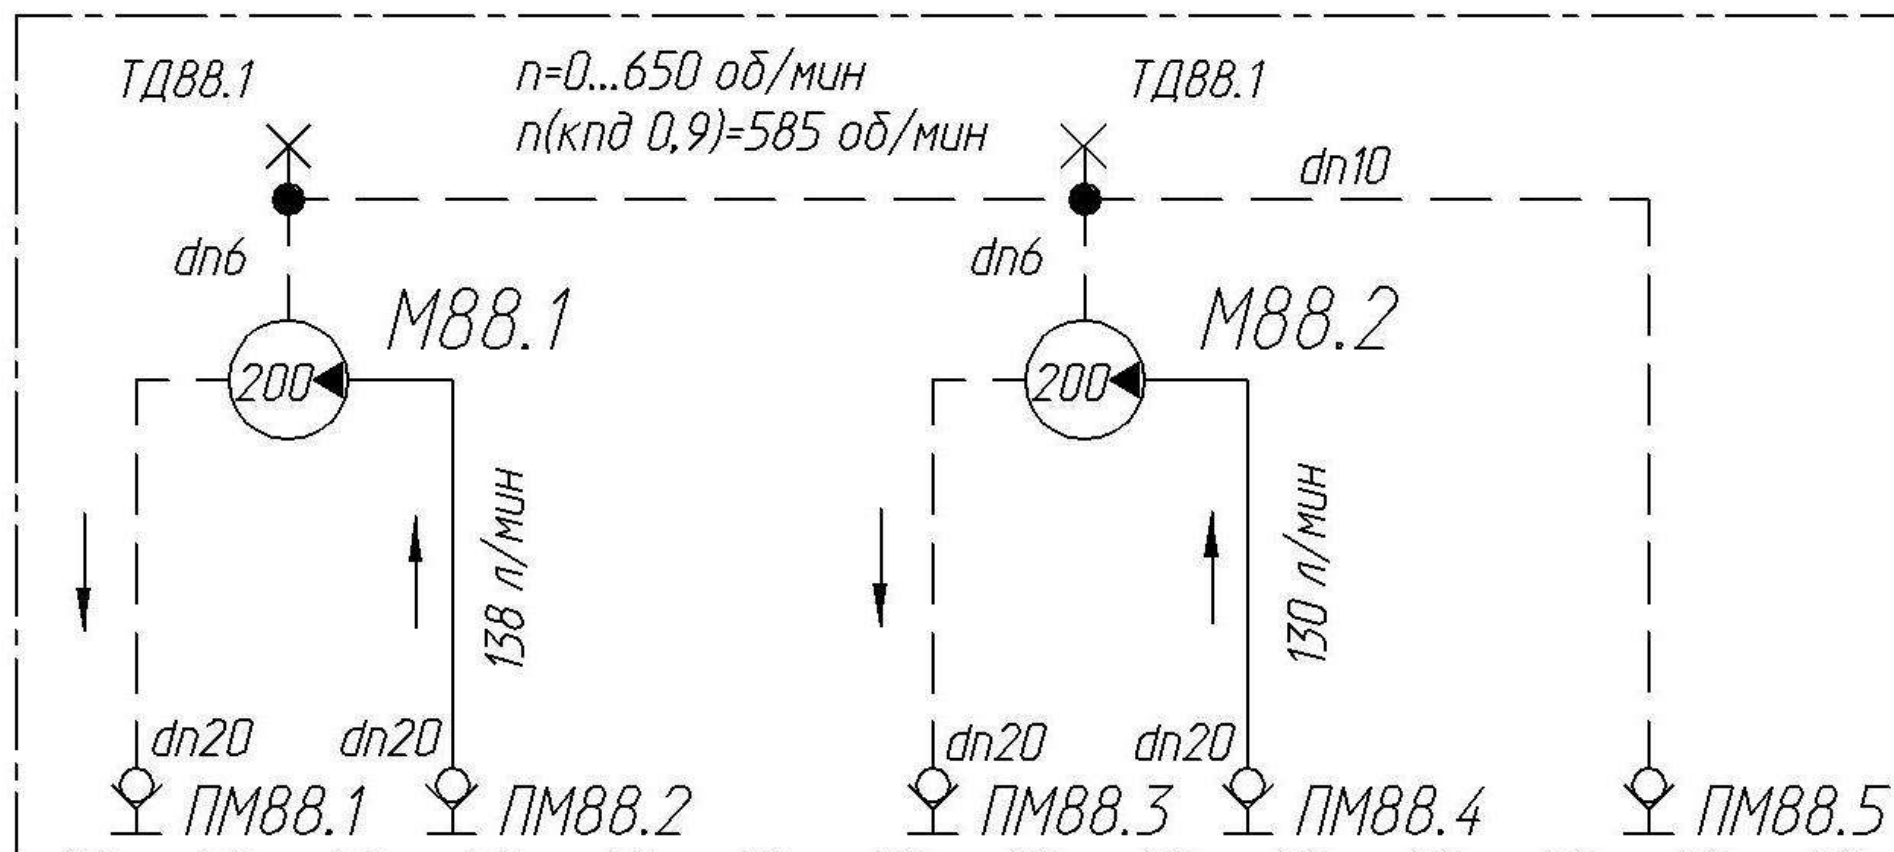 ТД88.1
n=0...650 об/мин
n(кпд 0,9)=585 об/мин
ТД88.1
dn10
dn6
dn6
М88.1
М88.2
200
200
138 л/мин
130 л/мин
dn20
dn20
dn20
dn20
ПМ88.1
ПМ88.2
ПМ88.3
ПМ88.4
ПМ88.5